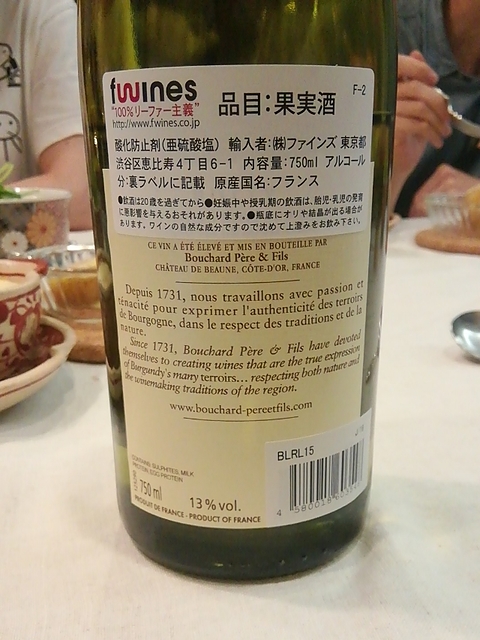 fwines
"100%リーファー主義"
http://www.fwines.co.jp
品目:果実酒
F-2
酸化防止剤(亜硫酸塩) 輸入者:㈱ファインズ 東京都
渋谷区恵比寿4丁目6-1 内容量:750ml アルコール
分:裏ラベルに記載 原産国名:フランス
●飲酒は20歳を過ぎてから●妊娠中や授乳期の飲酒は、胎児・乳児の発育
に悪影響を与えるおそれがあります。●瓶底にオリや結晶が出る場合が
あります。ワインの自然な成分ですので沈めて上澄みをお飲み下さい。
CE VIN A ÉTÉ ÉLEVÉ ET MIS EN BOUTEILLE PAR
Bouchard Père & Fils
CHÂTEAU DE BEAUNE, CÔTE-D'OR, FRANCE
Depuis 1731, nous travaillons avec passion et
ténacité pour exprimer l'authenticité des terroirs
de Bourgogne, dans le respect des traditions et de la
nature.
Since 1731, Bouchard Père & Fils have devoted
themselves to creating wines that are the true expression
of Burgundy's many terroirs... respecting both nature and
the winemaking traditions of the region.
www.bouchard-pereetfils.com
BLRL15
CONTAINS: SULPHITES, MILK
PROTEIN, EGG PROTEIN
750 ml
13 % vol.
PRODUIT DE FRANCE - PRODUCT OF FRANCE